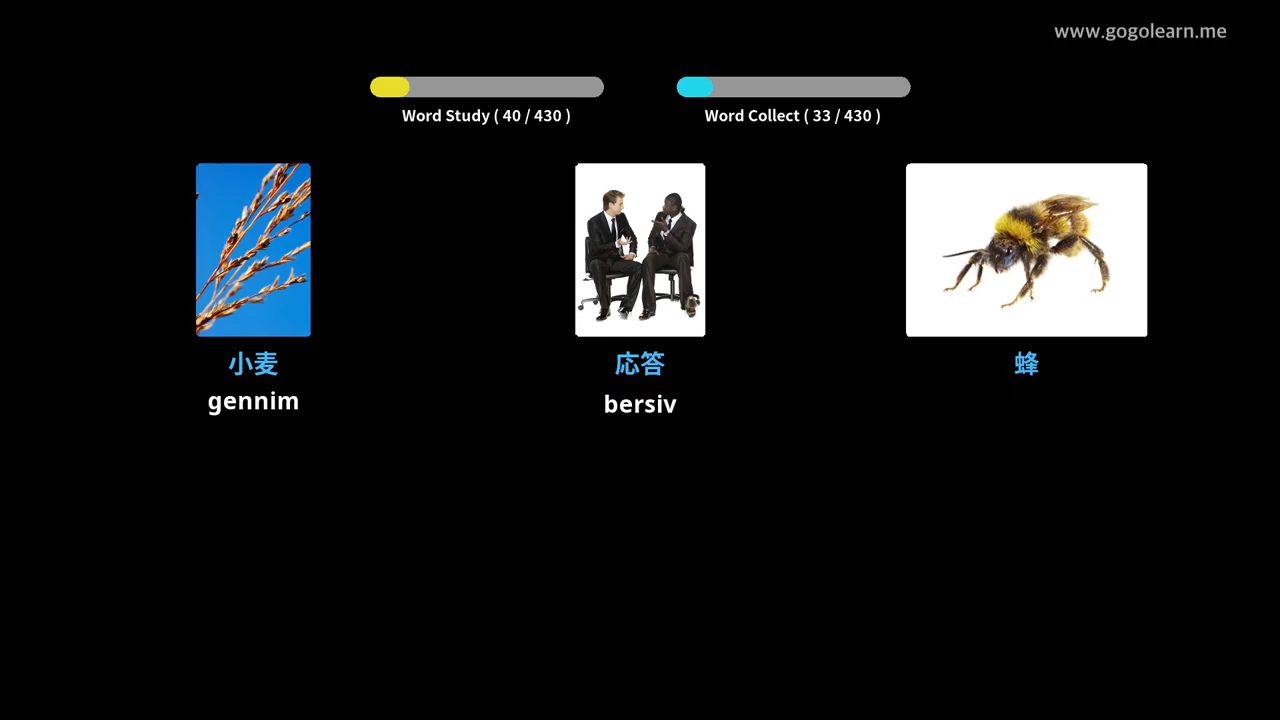 www.gogolearn.me
Word Study ( 40 / 430 )
Word Collect ( 33 / 430 )
小麦
応答
蜂
gennim
bersiv